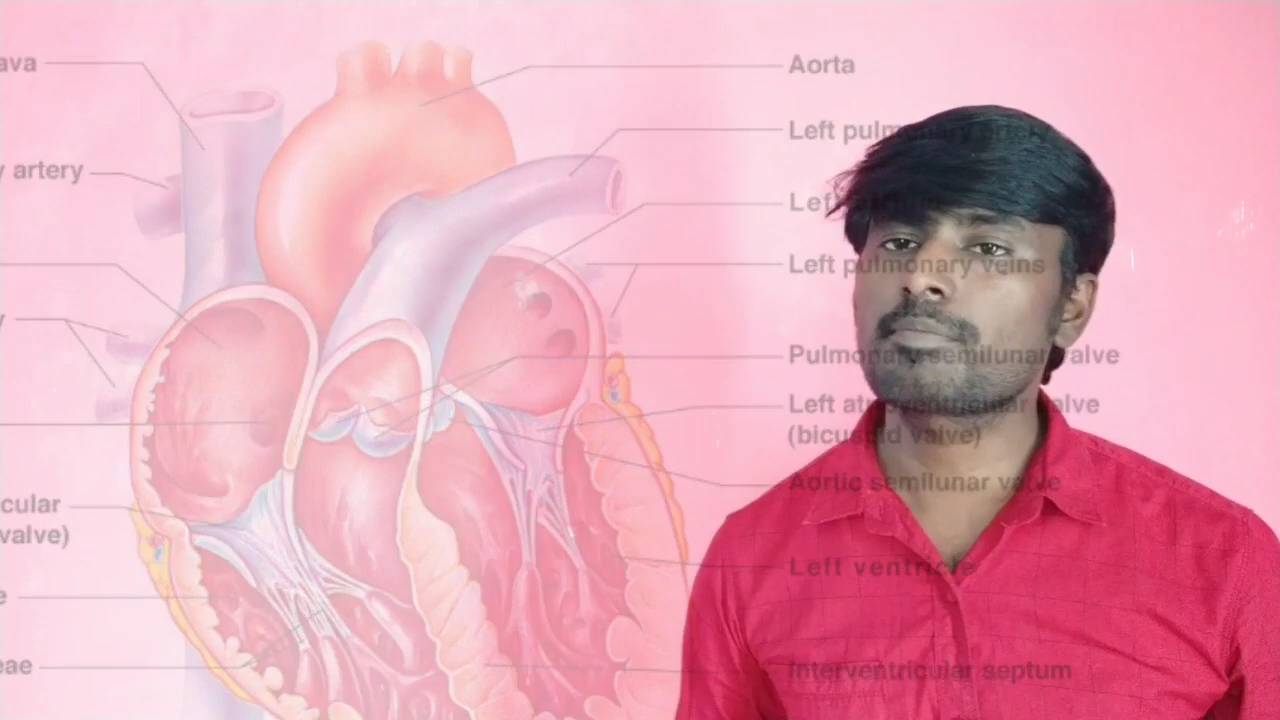 ava
y artery
y
cular
valve)
e
eae
Aorta
Left pulmonary artery
Left atrium
Left pulmonary veins
Pulmonary semilunar valve
Left atrioventricular valve
(bicuspid valve)
Aortic semilunar valve
Left ventricle
Interventricular septum